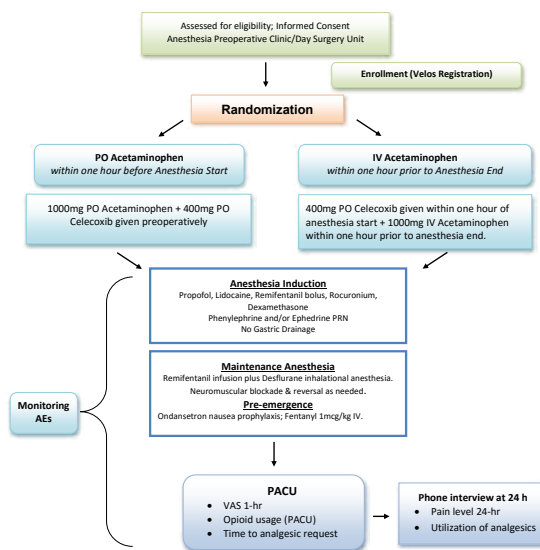 Assessed for eligibility; Informed Consent
Anesthesia Preoperative Clinic/Day Surgery Unit
Enrollment (Velos Registration)
Randomization
PO Acetaminophen
within one hour before Anesthesia Start
IV Acetaminophen
within one hour prior to Anesthesia End
1000mg PO Acetaminophen + 400mg PO
Celecoxib given preoperatively
400mg PO Celecoxib given within one hour of
anesthesia start + 1000mg IV Acetaminophen
within one hour prior to anesthesia end.
Anesthesia Induction
Propofol, Lidocaine, Remifentanil bolus, Rocuronium,
Dexamethasone
Phenylephrine and/or Ephedrine PRN
No Gastric Drainage
Maintenance Anesthesia
Remifentanil infusion plus Desflurane inhalational anesthesia.
Neuromuscular blockade & reversal as needed.
Pre-emergence
Ondansetron nausea prophylaxis; Fentanyl 1mcg/kg IV.
Monitoring
AEs
PACU
• VAS 1-hr
• Opioid usage (PACU)
• Time to analgesic request
Phone interview at 24 h
• Pain level 24-hr
• Utilization of analgesics